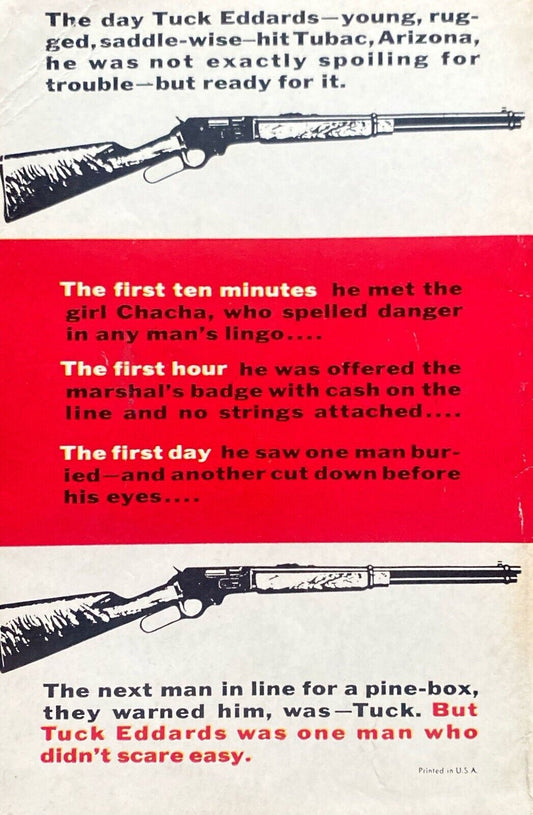 The day Tuck Eddards—young, rug-
ged, saddle-wise—hit Tubac, Arizona,
he was not exactly spoiling for
trouble—but ready for it.
The first ten minutes he met the
girl Chacha, who spelled danger
in any man's lingo....
The first hour he was offered the
marshal's badge with cash on the
line and no strings attached....
The first day he saw one man bur-
ied—and another cut down before
his eyes....
The next man in line for a pine-box,
they warned him, was—Tuck. But
Tuck Eddards was one man who
didn't scare easy.
Printed in U.S.A.